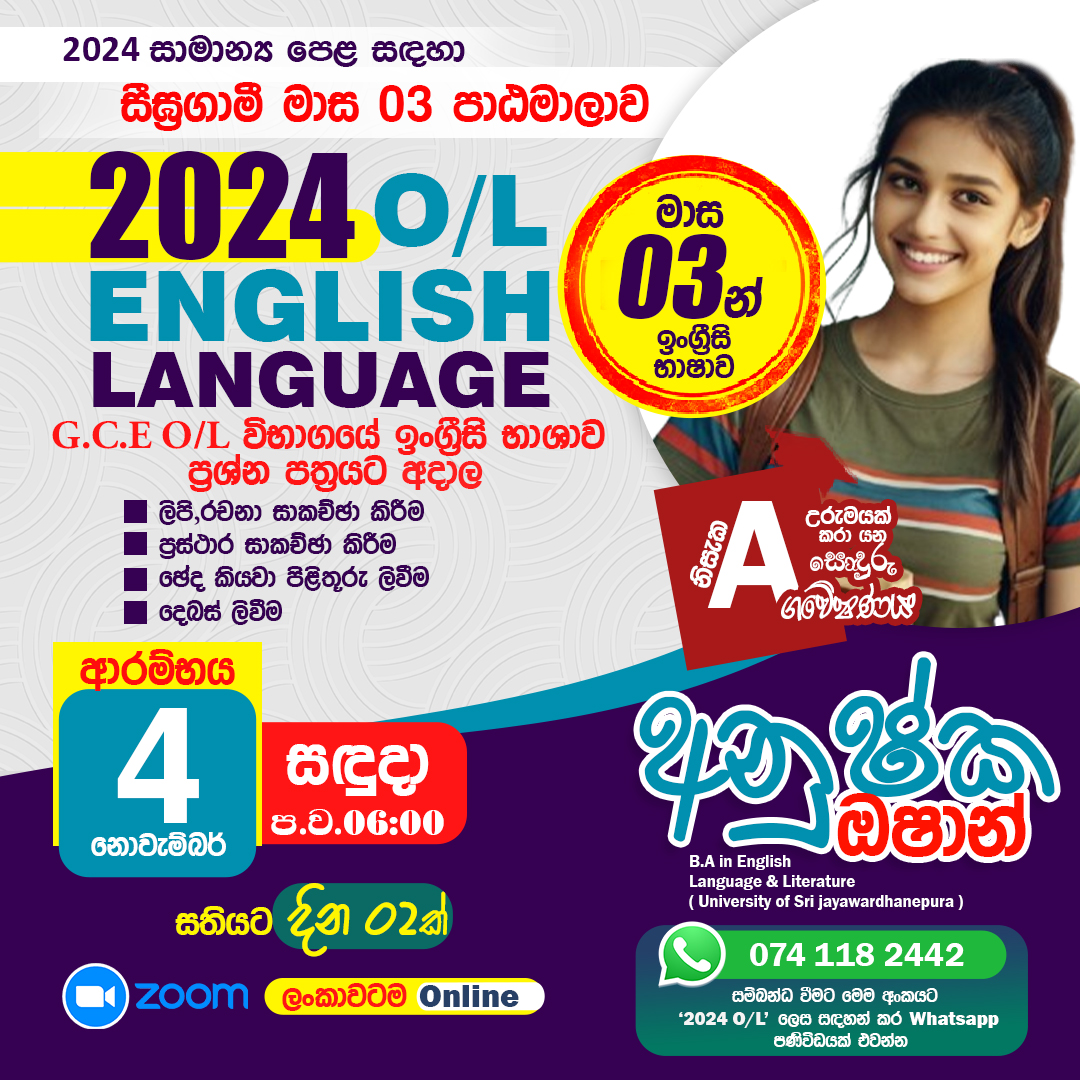 2024 සාමාන්‍ය පෙළ සඳහා
සීඝ්‍රගාමී මාස 03 පාඨමාලාව
2024 O/L
ENGLISH
LANGUAGE
මාස
03න්
ඉංග්‍රීසි
භාෂාව
G.C.E O/L විභාගයේ ඉංග්‍රීසි භාශාව
ප්‍රශ්න පත්‍රයට අදාල
ලිපි,රචනා සාකච්ඡා කිරීම
ප්‍රස්ථාර සාකච්ඡා කිරීම
ඡේද කියවා පිළිතූරු ලිවීම
දෙබස් ලිවීම
නිසැක
A
උරුමයක්
කරා යන
සොඳුරු
ගවේෂණය
ආරම්භය
4
නොවැම්බර්
සඳුදා
ප.ව.06:00
සතියට දින 02ක්
zoom
ලංකාවටම Online
අනුෂ්ක
ඔෂාන්
B.A in English
Language & Literature
( University of Sri jayawardhanepura )
074 118 2442
සම්බන්ධ වීමට මෙම අංකයට
‘2024 O/L’ ලෙස සඳහන් කර Whatsapp
පණිවිඩයක් එවන්න